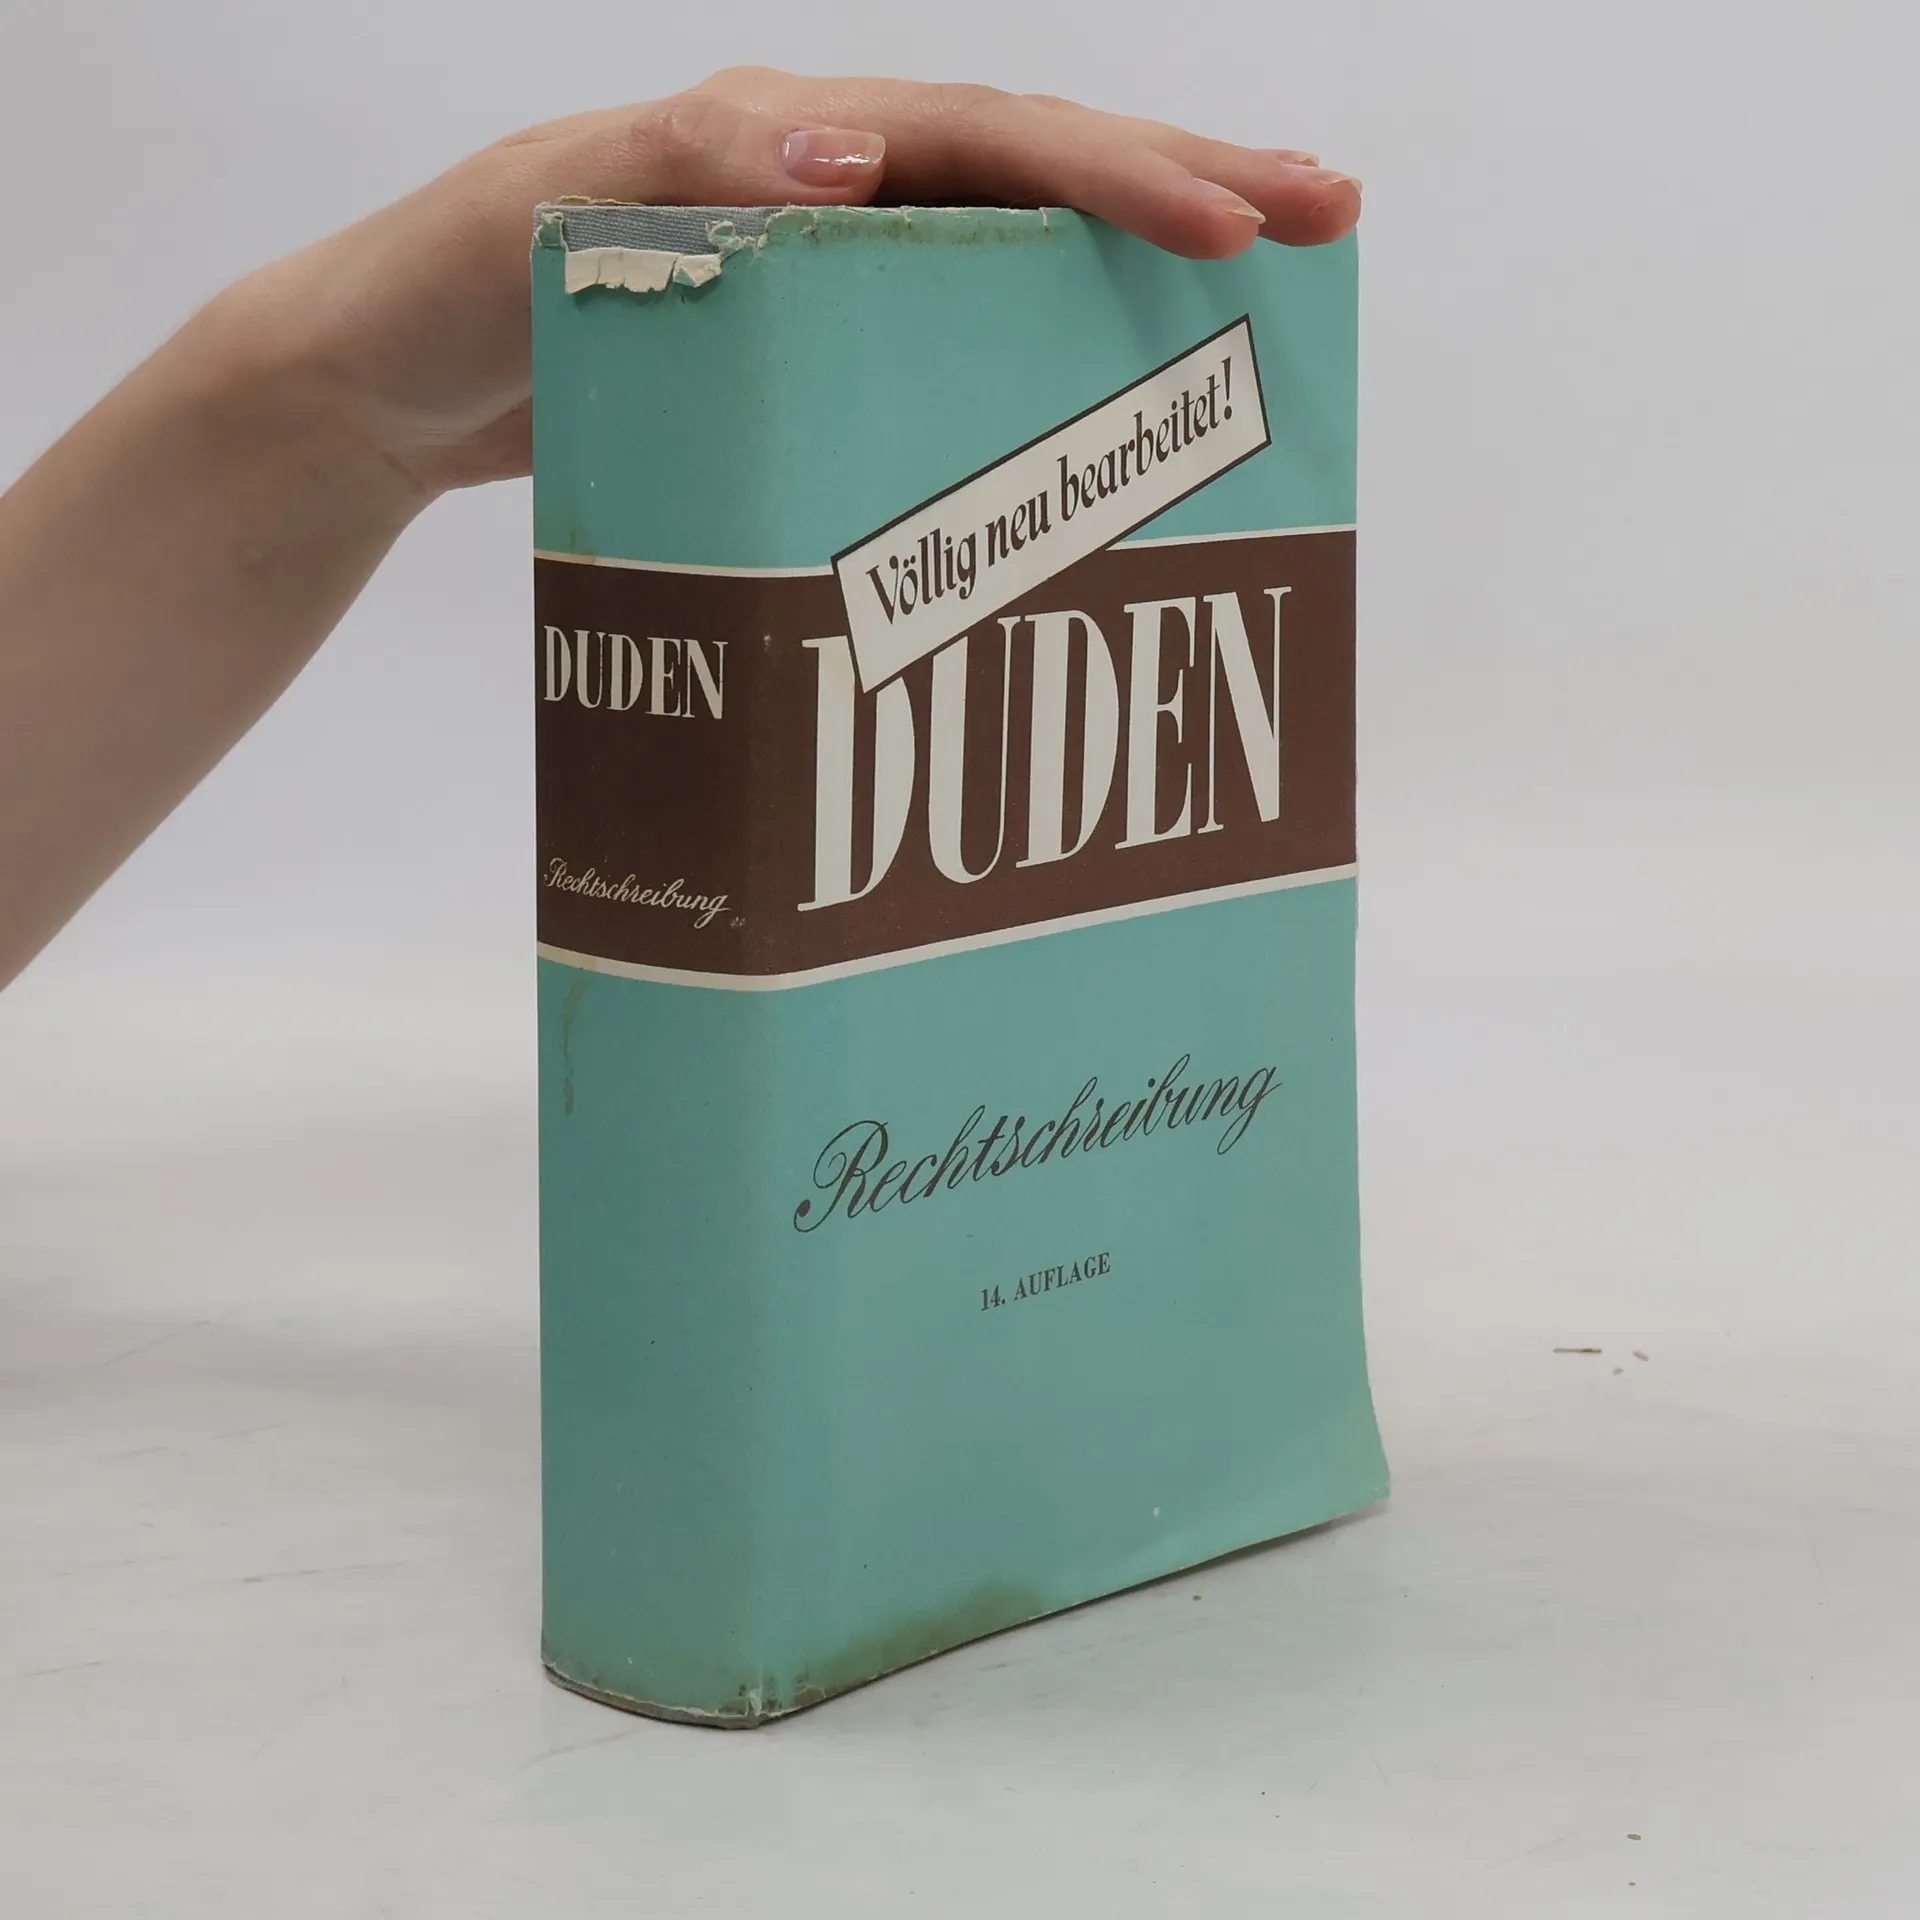 DUDEN
Rechtschreibung
Völlig neu bearbeitet!
DUDEN
Rechtschreibung
14. AUFLAGE